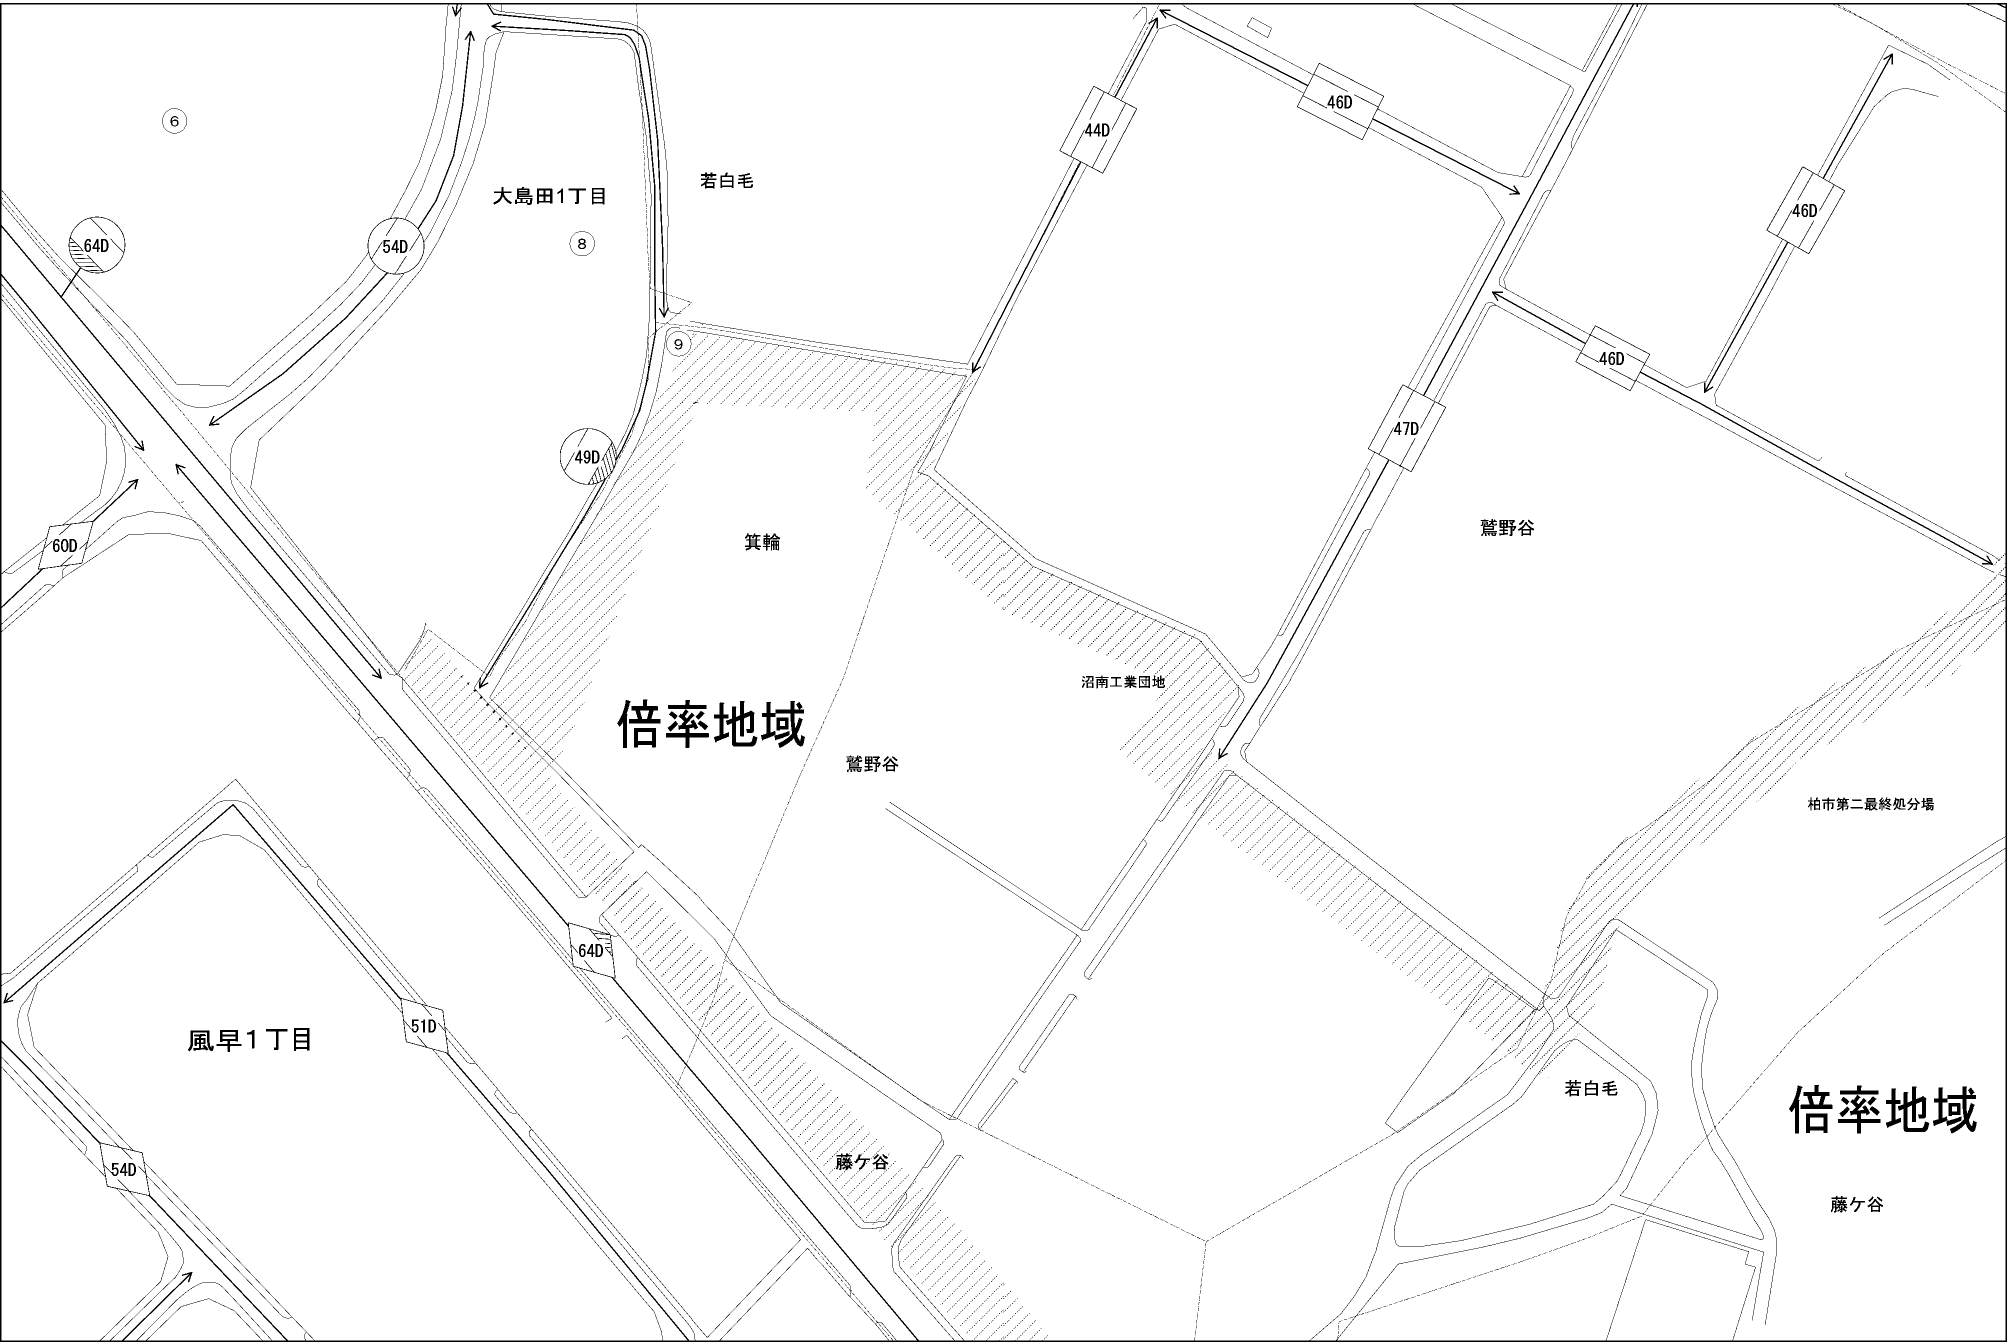 46D
44D
6
若白毛
大島田1丁目
46D
8
64D
54D
9
46D
47D
49D
鷲野谷
箕輪
60D
沼南工業団地
倍率地域
鷲野谷
柏市第二最終処分場
64D
51D
風早1丁目
若白毛
倍率地域
藤ケ谷
54D
藤ケ谷